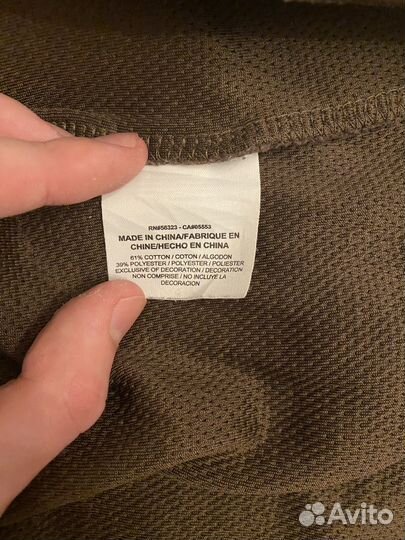 RN#56323 - CA#05553
MADE IN CHINA/FABRIQUE EN
CHINE/HECHO EN CHINA
61% COTTON / COTON / ALGODON
39% POLYESTER / POLYESTER / POLIESTER
EXCLUSIVE OF DECORATION / DECORATION
NON COMPRISE / NO INCLUYE LA
DECORACION
Avito